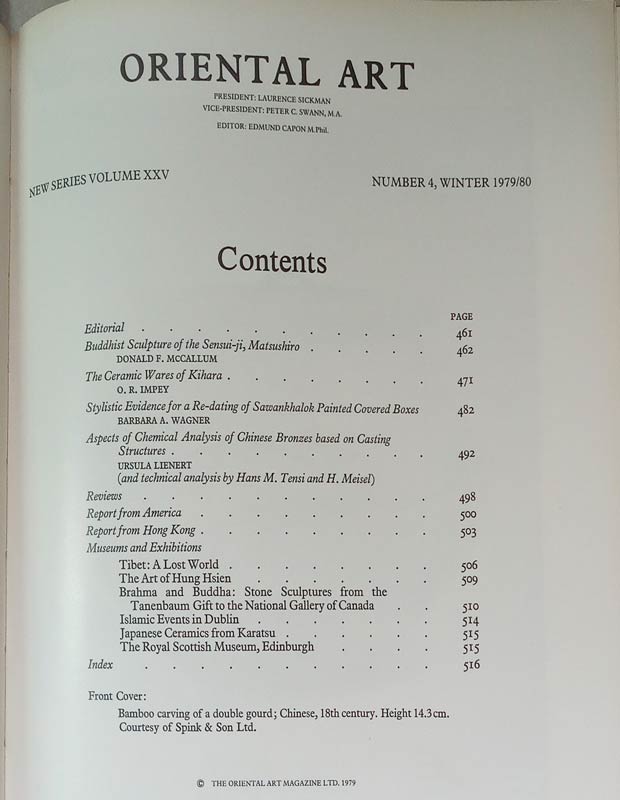 ORIENTAL ART
PRESIDENT: LAURENCE SICKMAN
VICE-PRESIDENT: PETER C. SWANN, M.A.
EDITOR: EDMUND CAPON M.Phil.
NEW SERIES VOLUME XXV
NUMBER 4, WINTER 1979/80
Contents
PAGE
Editorial . . . . . . . . . . . 461
Buddhist Sculpture of the Sensui-ji, Matsushiro . . . . . 462
DONALD F. MCCALLUM
The Ceramic Wares of Kihara . . . . . . . . 471
O. R. IMPEY
Stylistic Evidence for a Re-dating of Sawankhalok Painted Covered Boxes 482
BARBARA A. WAGNER
Aspects of Chemical Analysis of Chinese Bronzes based on Casting
Structures . . . . . . . . . . 492
URSULA LIENERT
(and technical analysis by Hans M. Tensi and H. Meisel)
Reviews . . . . . . . . . . . 498
Report from America . . . . . . . . . 500
Report from Hong Kong . . . . . . . . . 503
Museums and Exhibitions
Tibet: A Lost World . . . . . . . . 506
The Art of Hung Hsien . . . . . . . 509
Brahma and Buddha: Stone Sculptures from the
Tanenbaum Gift to the National Gallery of Canada . . 510
Islamic Events in Dublin . . . . . . . 514
Japanese Ceramics from Karatsu . . . . . . 515
The Royal Scottish Museum, Edinburgh . . . . 515
Index . . . . . . . . . . . 516
Front Cover:
Bamboo carving of a double gourd; Chinese, 18th century. Height 14.3 cm.
Courtesy of Spink & Son Ltd.
© THE ORIENTAL ART MAGAZINE LTD. 1979